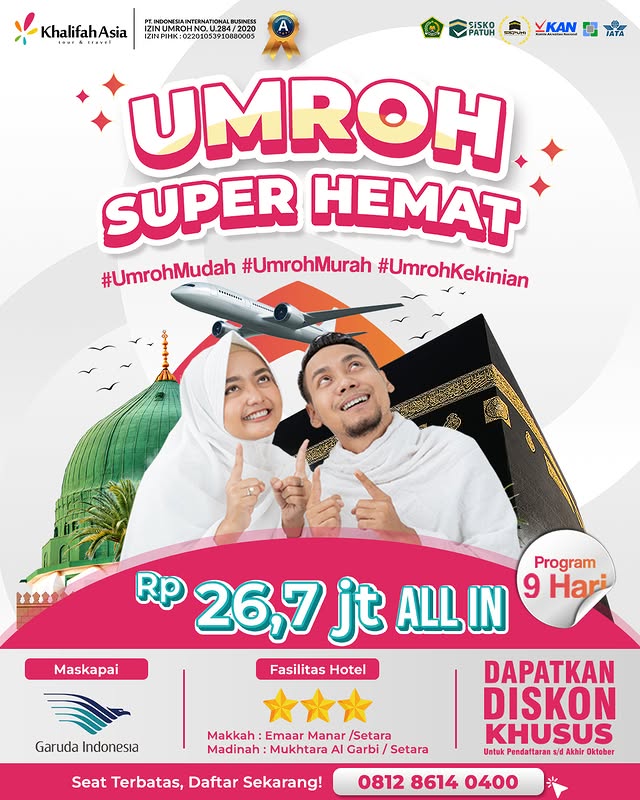 Khalifah Asia
tour & travel
PT. INDONESIA INTERNATIONAL BUSINESS
IZIN UMROH NO. U.284 / 2020
IZIN PIHK : 02201053910880005
A
SISKO
PATUH
KAN
Komite Akreditasi Nasional
IATA
UMROH
SUPER HEMAT
#UmrohMudah #UmrohMurah #UmrohKekinian
Rp 26,7 jt ALL IN
Program
9 Hari
Maskapai
Garuda Indonesia
Fasilitas Hotel
Makkah : Emaar Manar /Setara
Madinah : Mukhtara Al Garbi / Setara
DAPATKAN
DISKON
KHUSUS
Untuk Pendaftaran s/d Akhir Oktober
Seat Terbatas, Daftar Sekarang!
0812 8614 0400